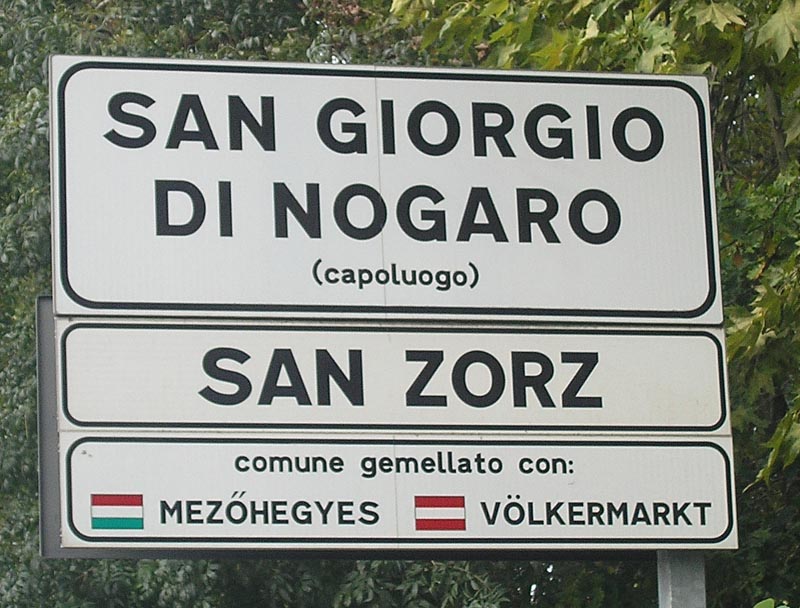 SAN GIORGIO
DI NOGARO
(capoluogo)
SAN ZORZ
comune gemellato con:
MEZŐHEGYES VÖLKERMARKT